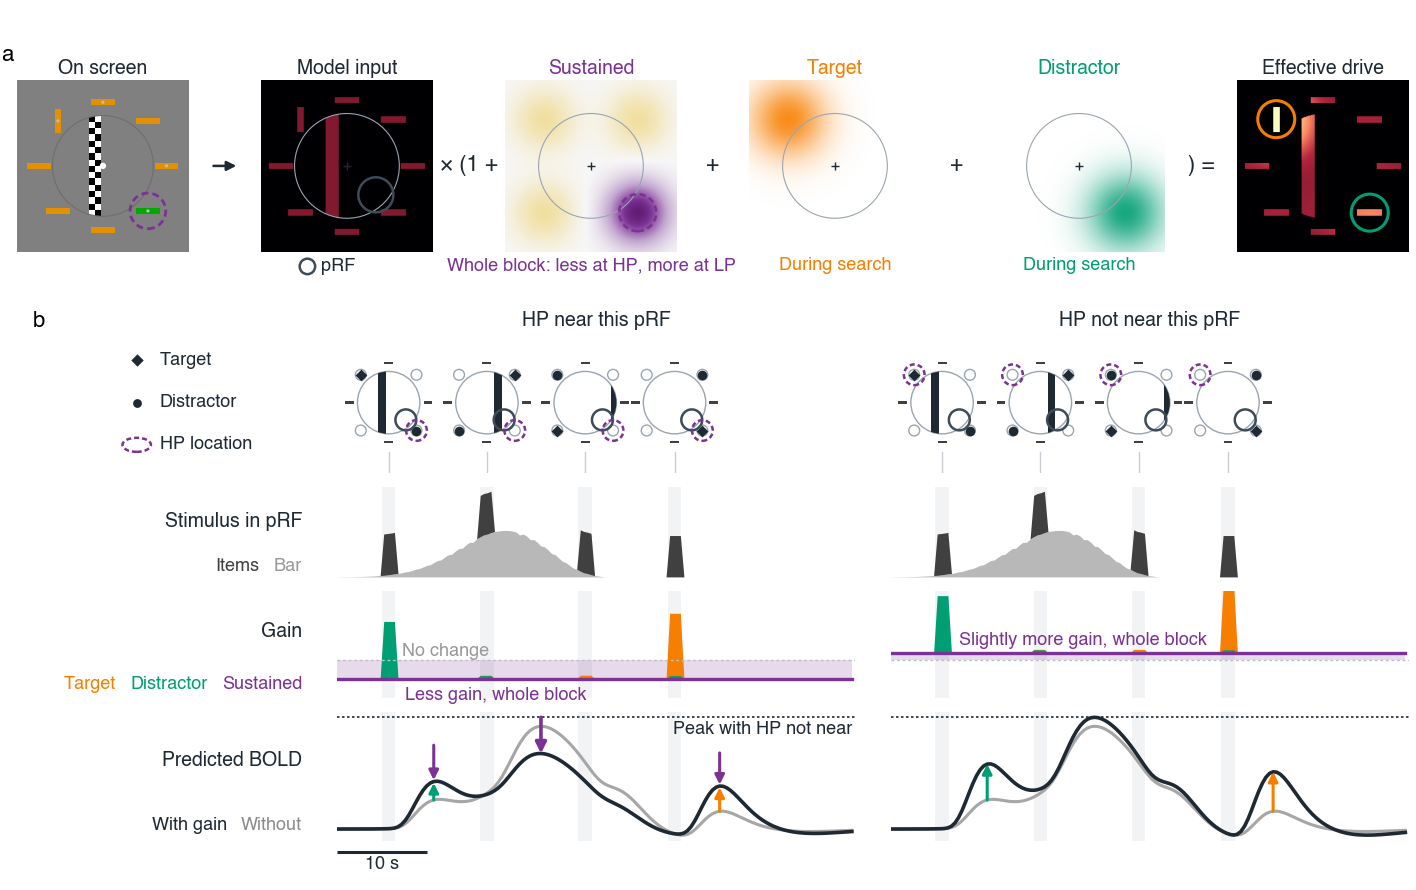 a
On screen
Model input
Sustained
Target
Distractor
Effective drive
× (1 +
+
+
) =
pRF
Whole block: less at HP, more at LP
During search
During search
b
HP near this pRF
HP not near this pRF
Target
Distractor
HP location
Stimulus in pRF
Items Bar
Gain
No change
Slightly more gain, whole block
Target Distractor Sustained
Less gain, whole block
Peak with HP not near
Predicted BOLD
With gain Without
10 s